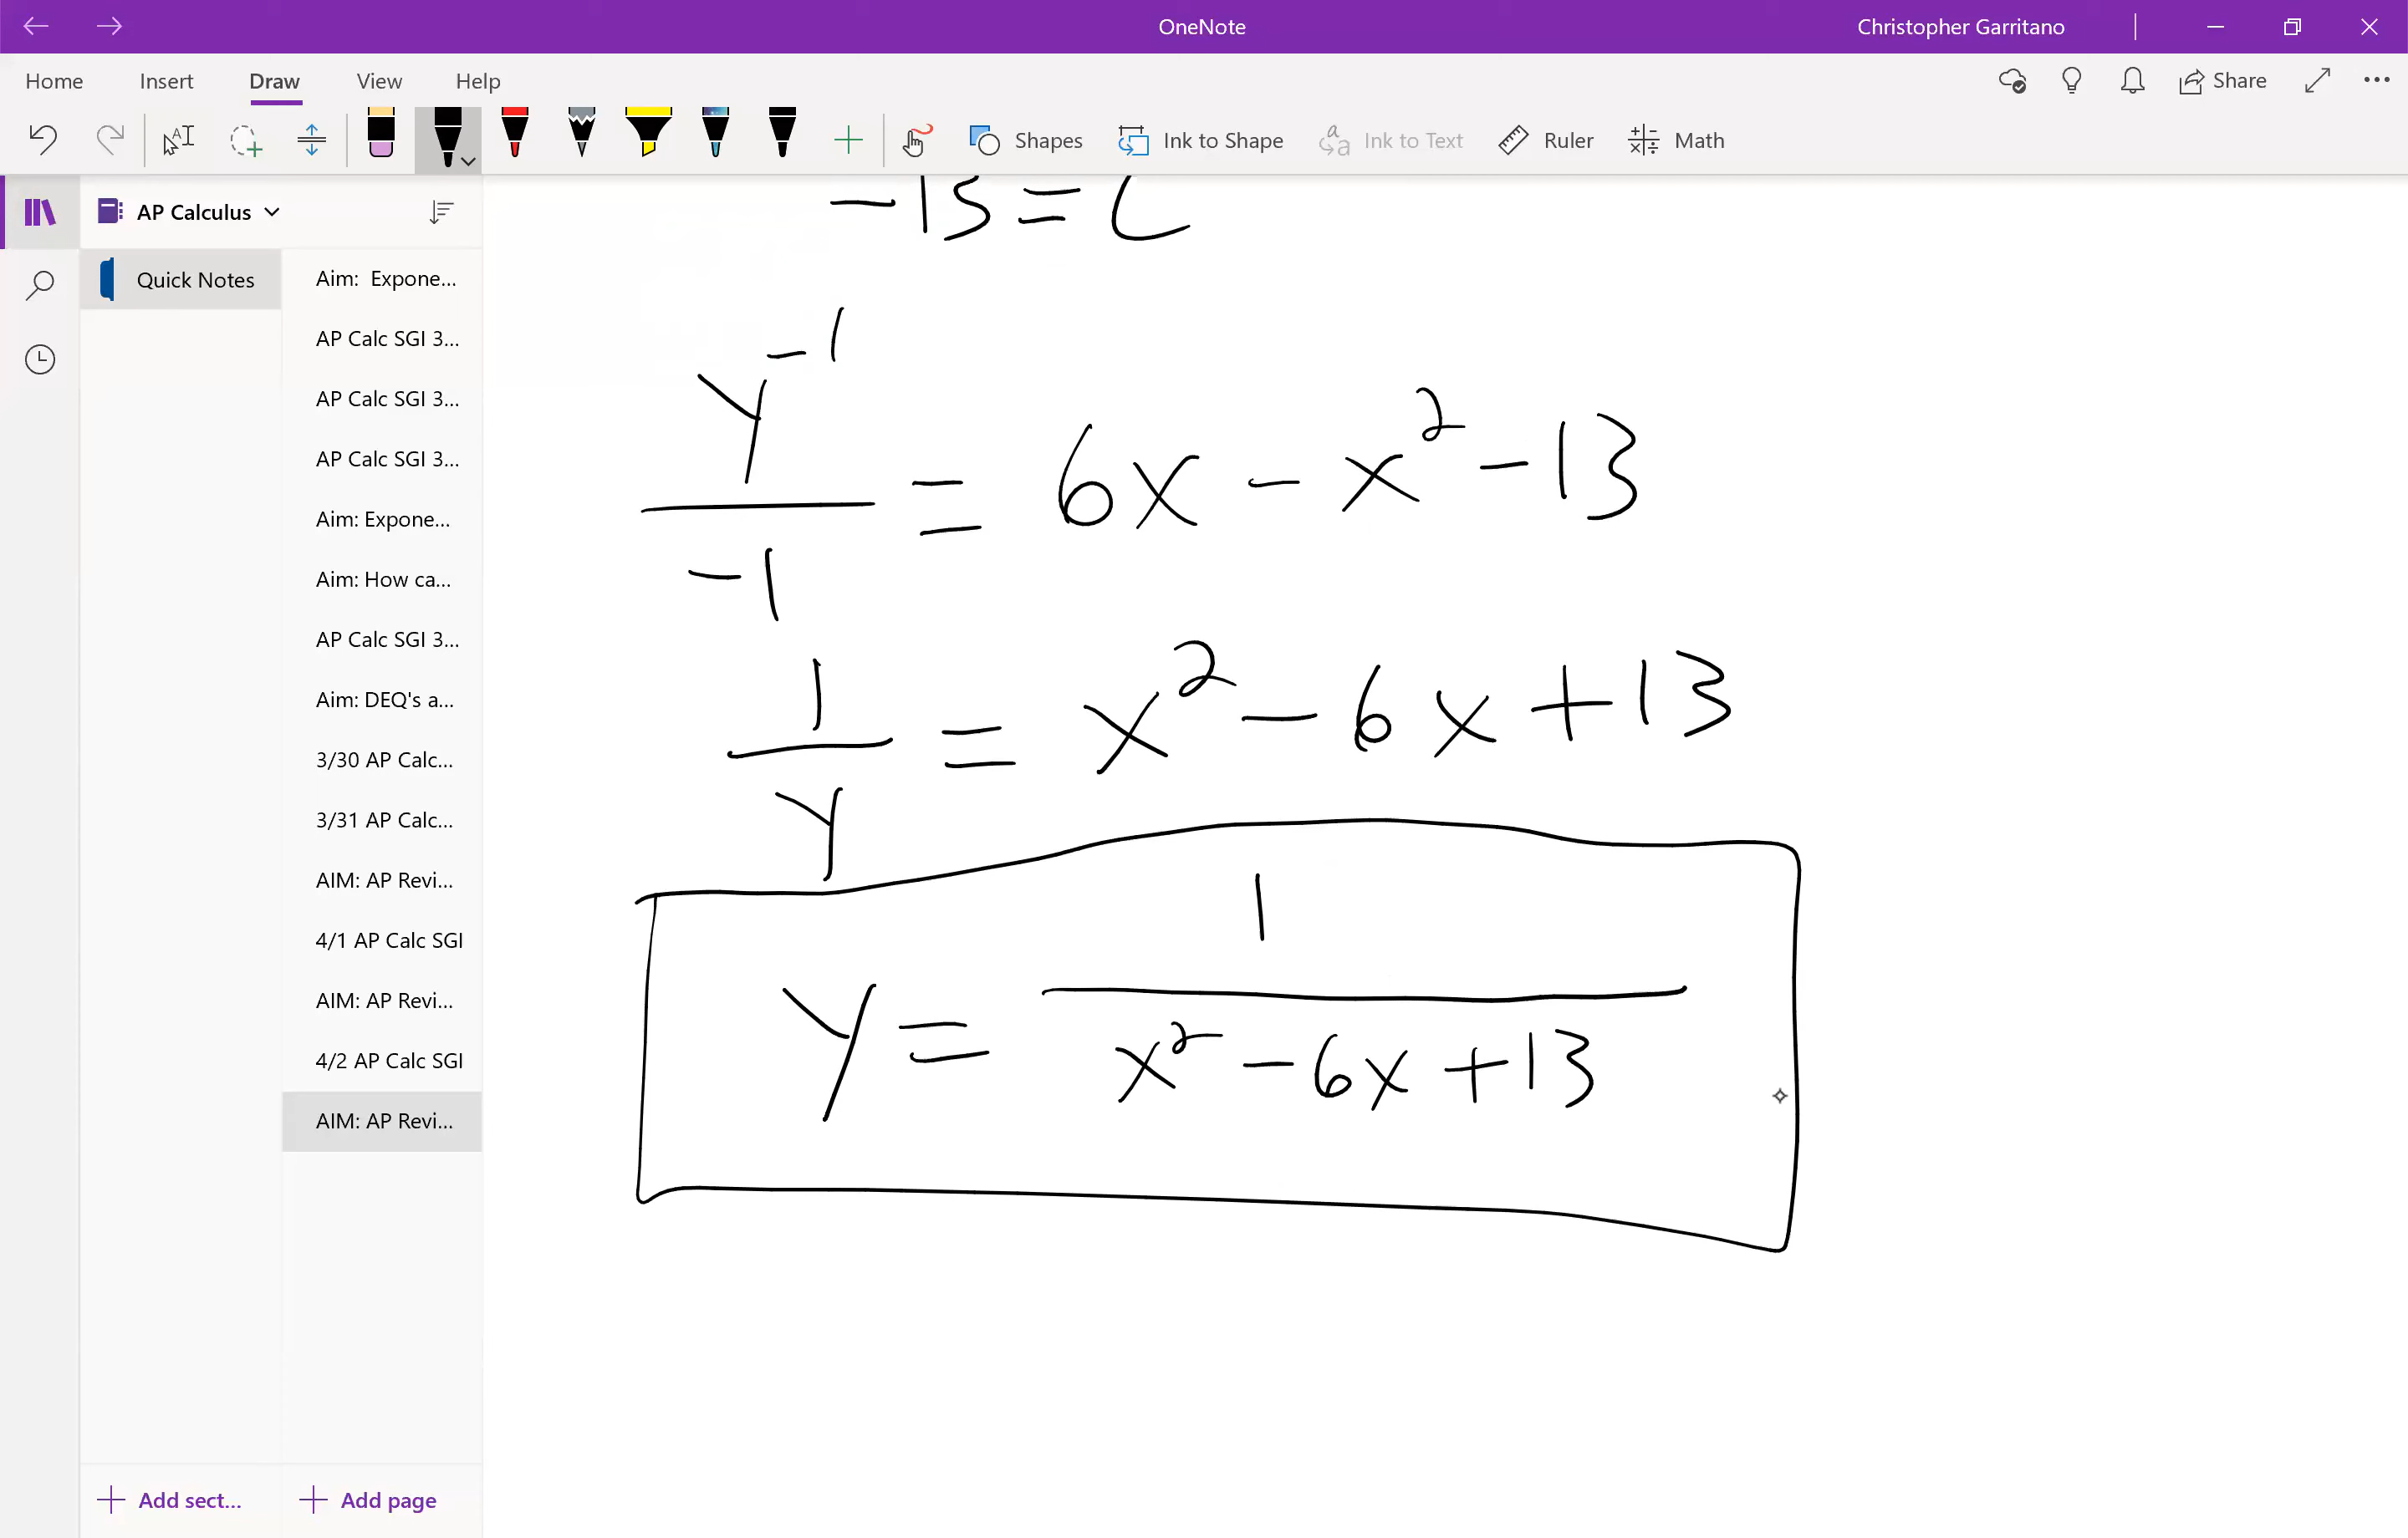 OneNote
Christopher Garritano
Home Insert Draw View Help
Share
Shapes Ink to Shape Ink to Text Ruler Math
AP Calculus
Quick Notes
Aim: Expone...
AP Calc SGI 3...
AP Calc SGI 3...
AP Calc SGI 3...
Aim: Expone...
Aim: How ca...
AP Calc SGI 3...
Aim: DEQ's a...
3/30 AP Calc...
3/31 AP Calc...
AIM: AP Revi...
4/1 AP Calc SGI
AIM: AP Revi...
4/2 AP Calc SGI
AIM: AP Revi...
Add sect...
Add page
-13 = C
y⁻¹/-1 = 6x - x² - 13
1/y = x² - 6x + 13
y = 1/(x² - 6x + 13)